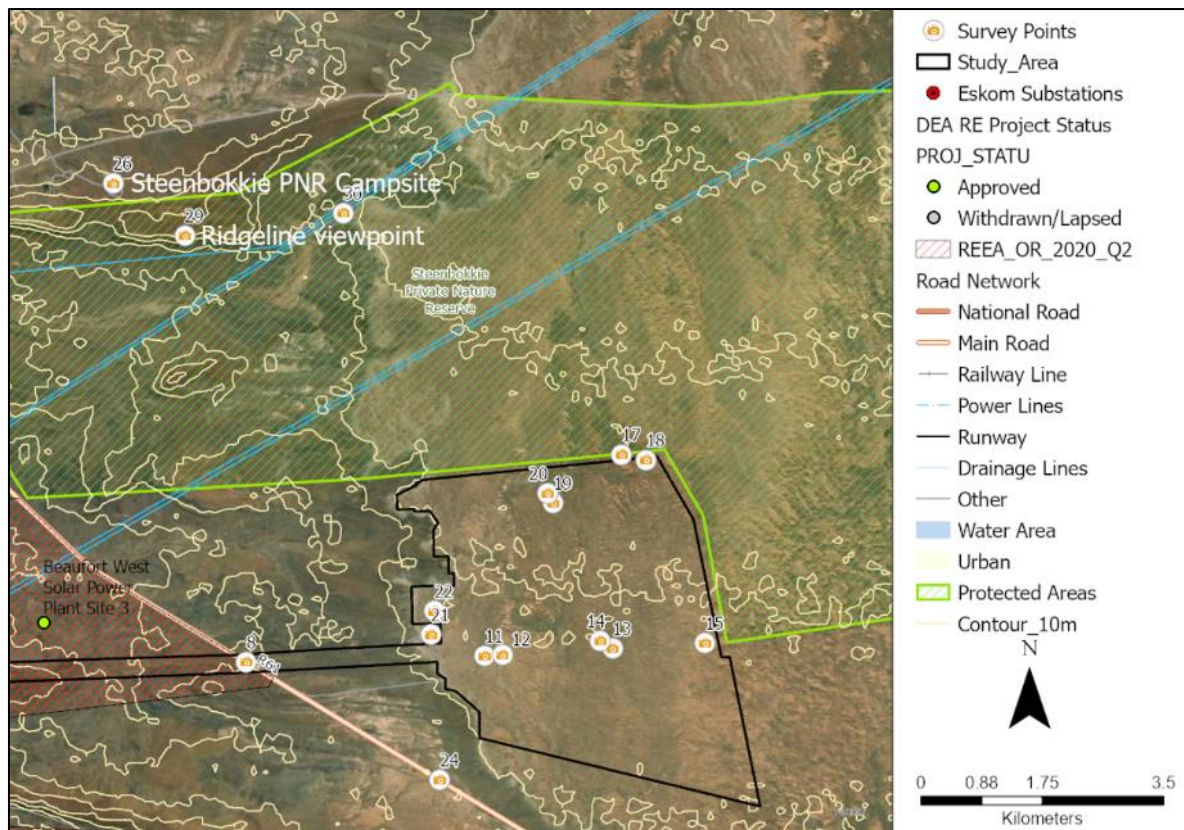 26
Steenbokkie PNR Campsite
30
29
Ridgeline viewpoint
Steenbokkie
Private Nature
Reserve
17
18
20
19
Beaufort West
Solar Power
Plant Site 3
22
21
14
13
15
11
12
8
R61
24
Survey Points
Study_Area
Eskom Substations
DEA RE Project Status
PROJ_STATU
Approved
Withdrawn/Lapsed
REEA_OR_2020_Q2
Road Network
National Road
Main Road
Railway Line
Power Lines
Runway
Drainage Lines
Other
Water Area
Urban
Protected Areas
Contour_10m
N
0 0.88 1.75 3.5
Kilometers